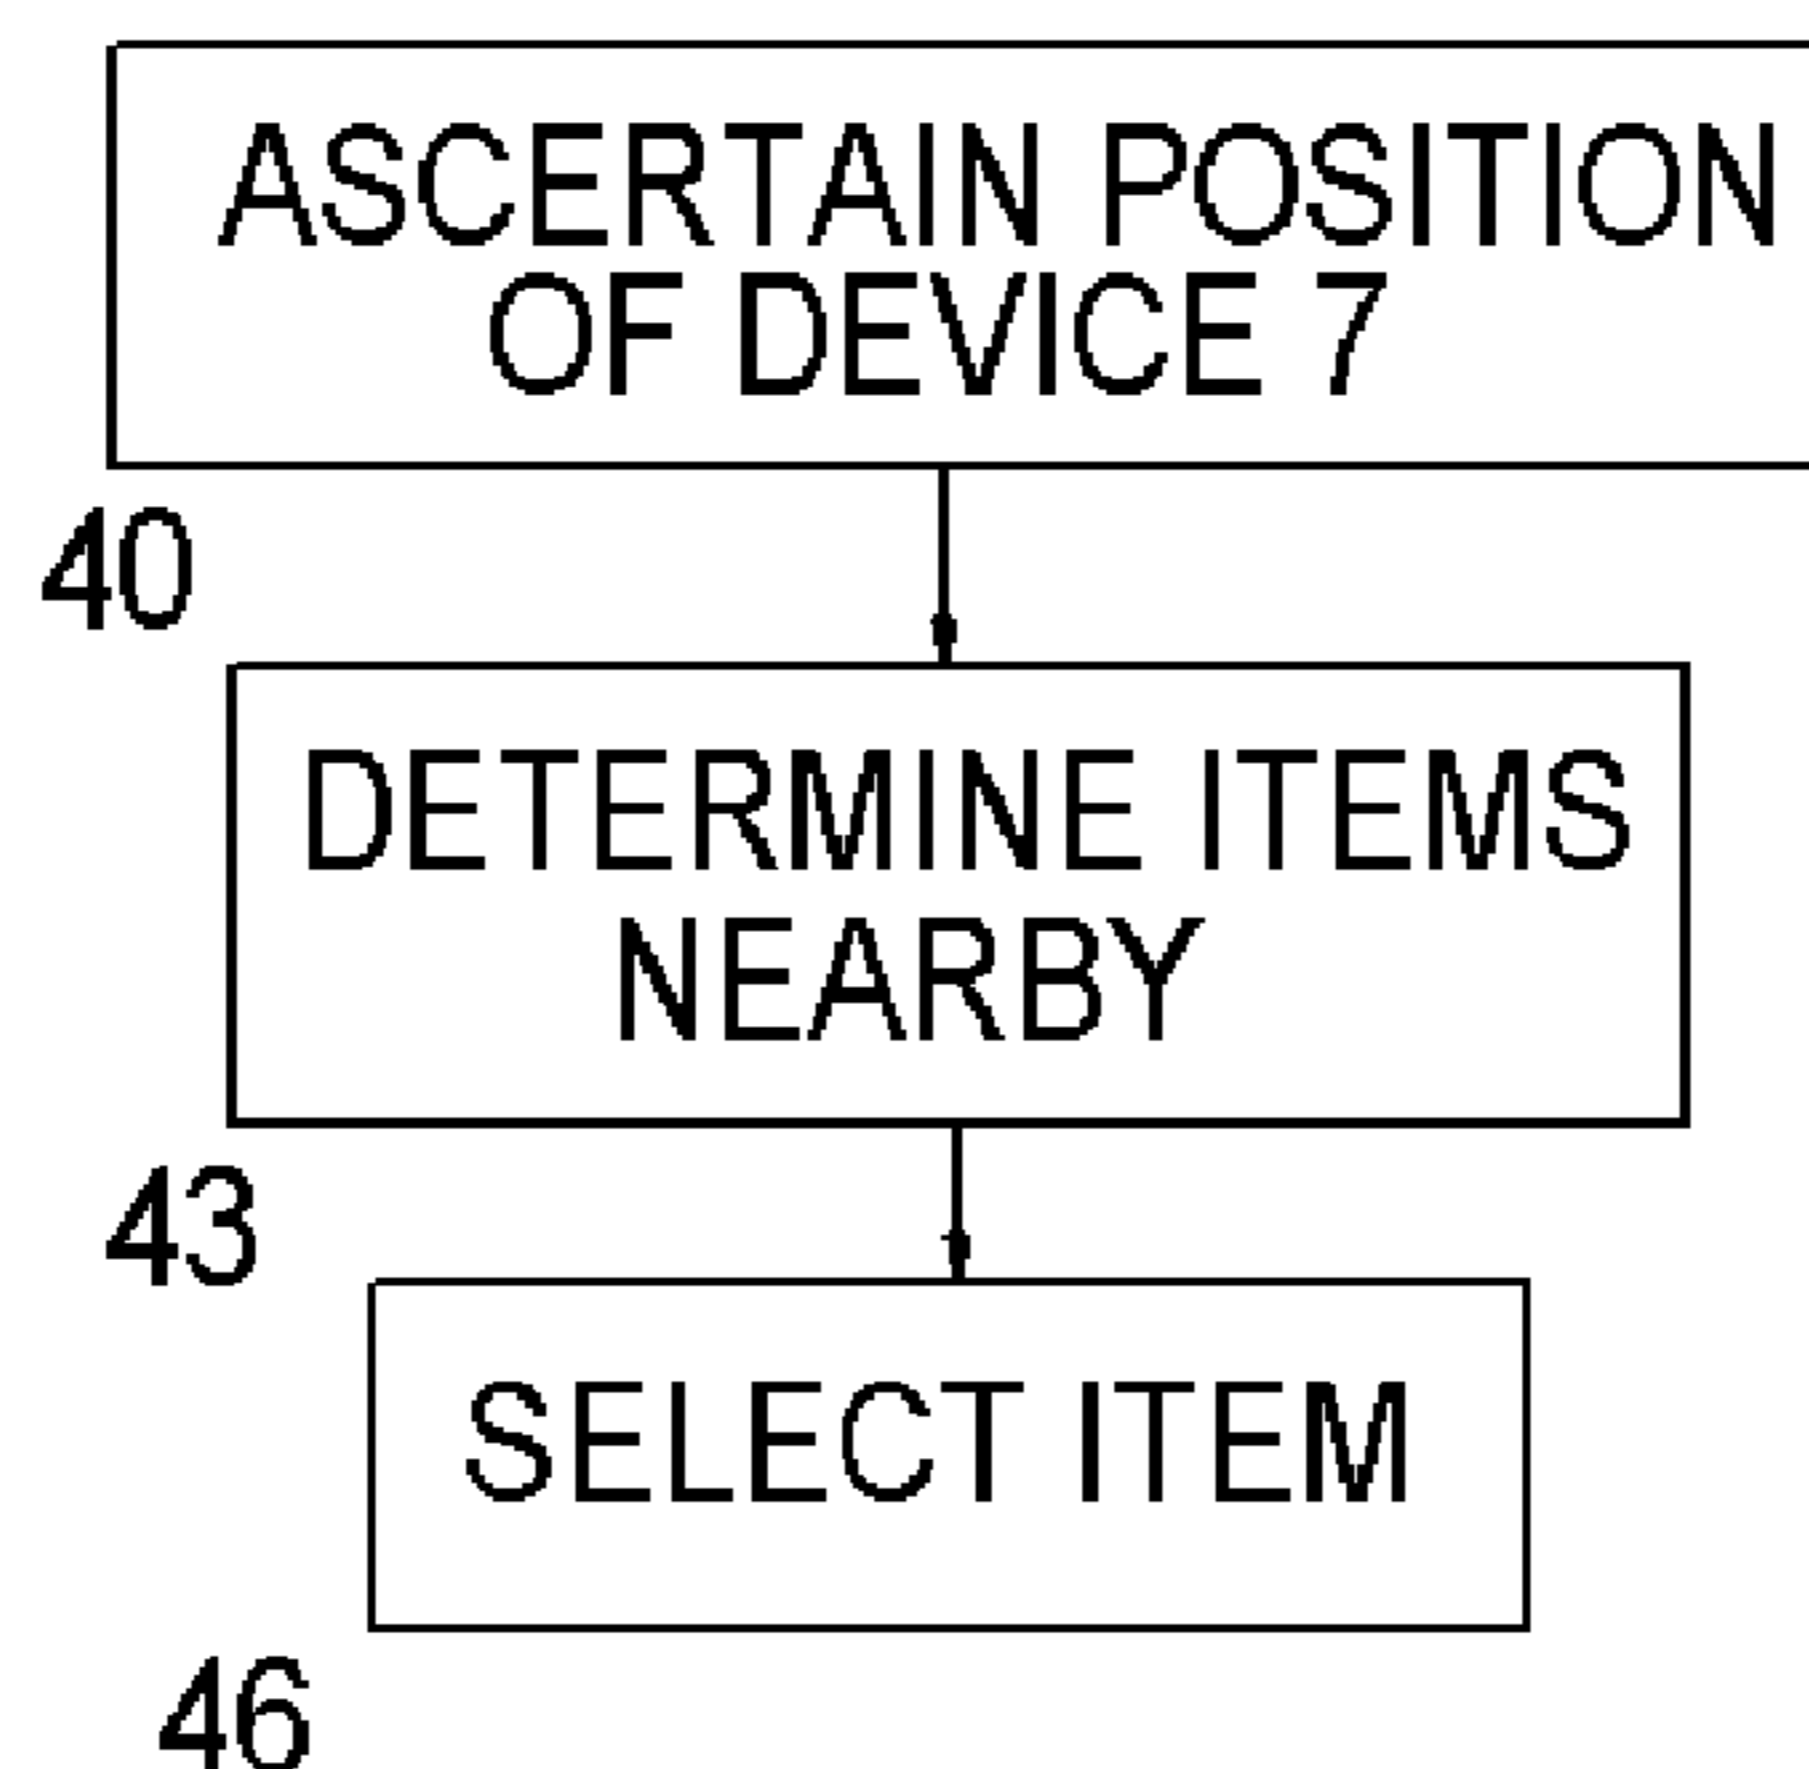 ASCERTAIN POSITION
OF DEVICE 7
40
DETERMINE ITEMS
NEARBY
43
SELECT ITEM
46